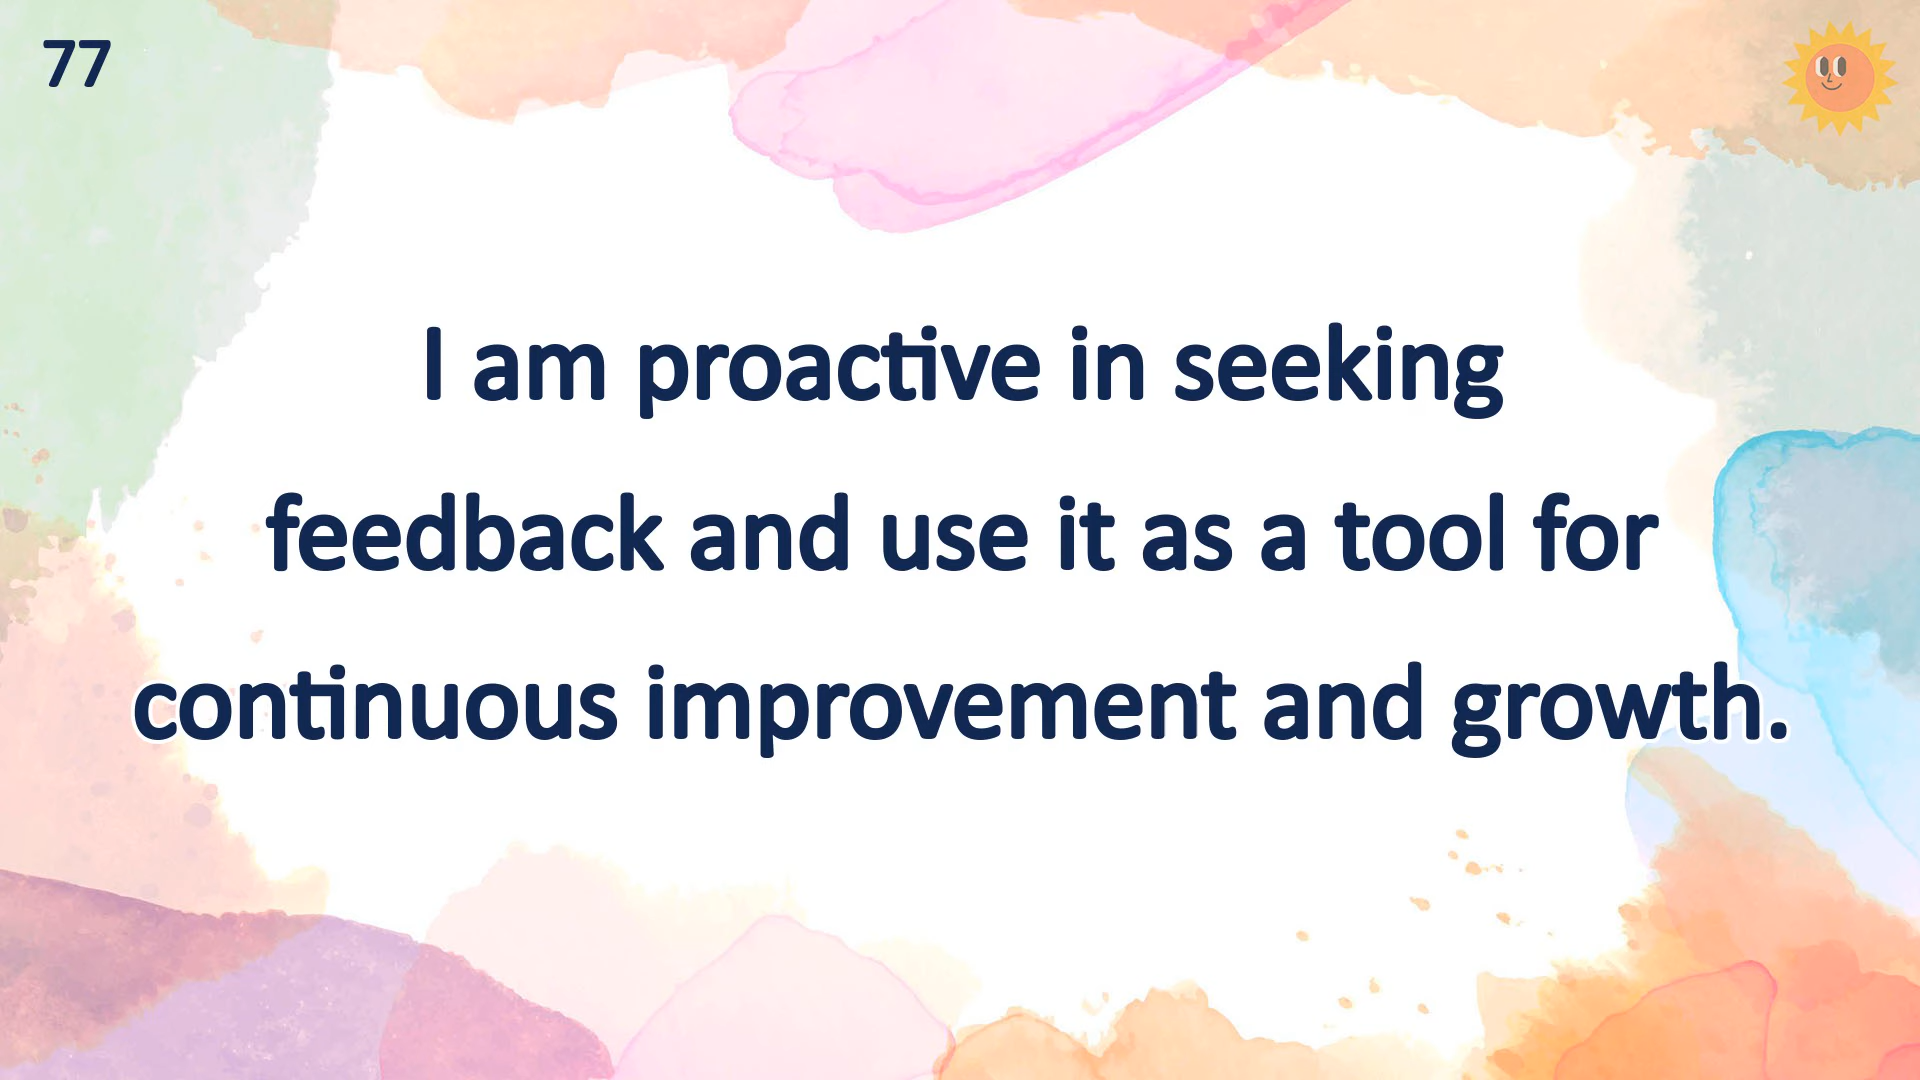 77
I am proactive in seeking
feedback and use it as a tool for
continuous improvement and growth.